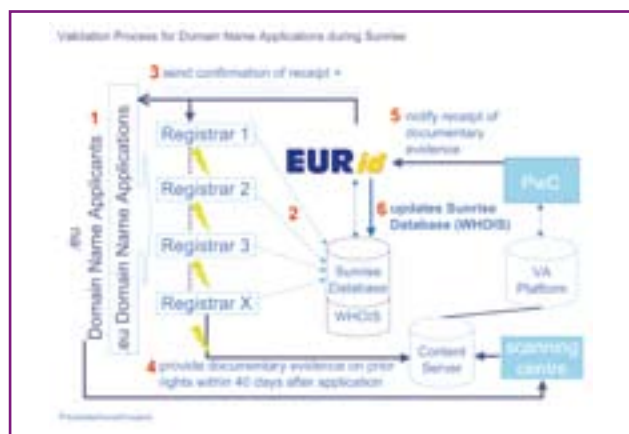 Validation Process for Domain Name Applications during Sunrise
3 send confirmation of receipt +
1
.eu
Domain Name Applicants
.eu Domain Name Applications
Registrar 1
Registrar 2
Registrar 3
Registrar X
2
EURid
5 notify receipt of
documentary
evidence
PwC
6 updates Sunrise
Database (WHOIS)
Sunrise
Database
WHOIS
VA
Platform
Content
Server
scanning
centre
4 provide documentary evidence on prior
rights within 40 days after application